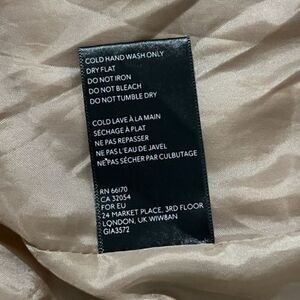 COLD HAND WASH ONLY
DRY FLAT
DO NOT IRON
DO NOT BLEACH
DO NOT TUMBLE DRY
COLD LAVE À LA MAIN
SÉCHAGE À PLAT
NE PAS REPASSER
NE PAS L'EAU DE JAVEL
NE PAS SÉCHER PAR CULBUTAGE
RN 66170
CA 32054
FOR EU
24 MARKET PLACE, 3RD FLOOR
LONDON, UK W1W8AN
GIA3572